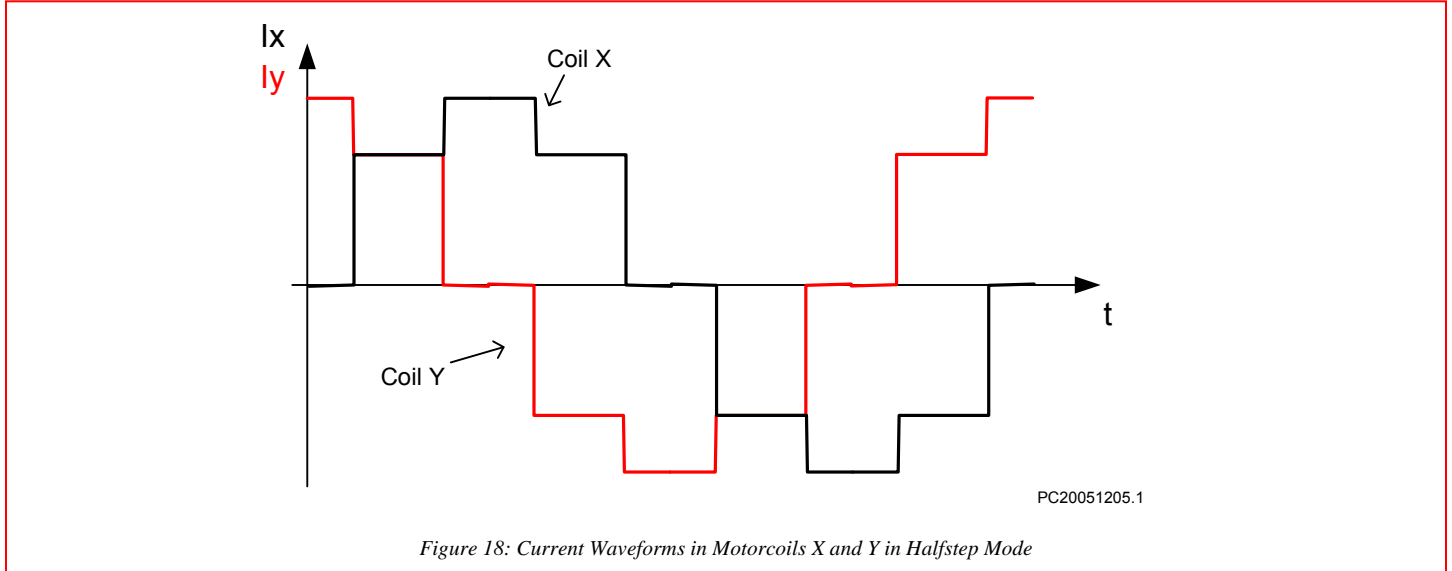 Ix
Iy
Coil X
t
Coil Y
PC20051205.1
Figure 18: Current Waveforms in Motorcoils X and Y in Halfstep Mode